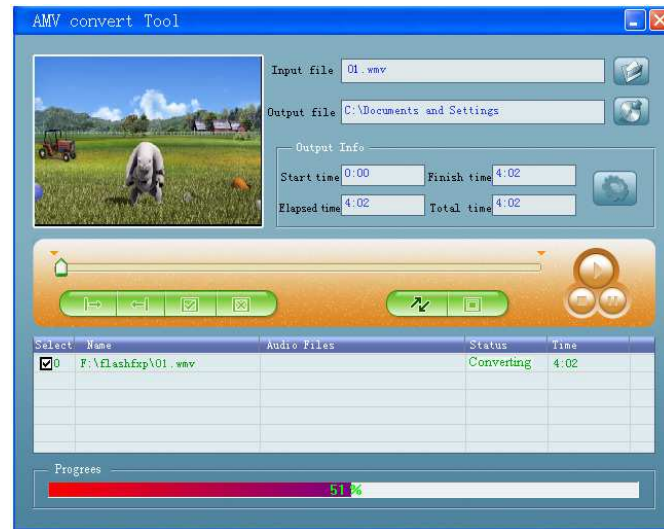 AMV convert Tool
Input file 01.wmv
Output file C:\Documents and Settings
Output Info
Start time 0:00 Finish time 4:02
Elapsed time 4:02 Total time 4:02
Select Name Audio Files Status Time
0 F:\flashfxp\01.wmv Converting 4:02
Progrees
51 %